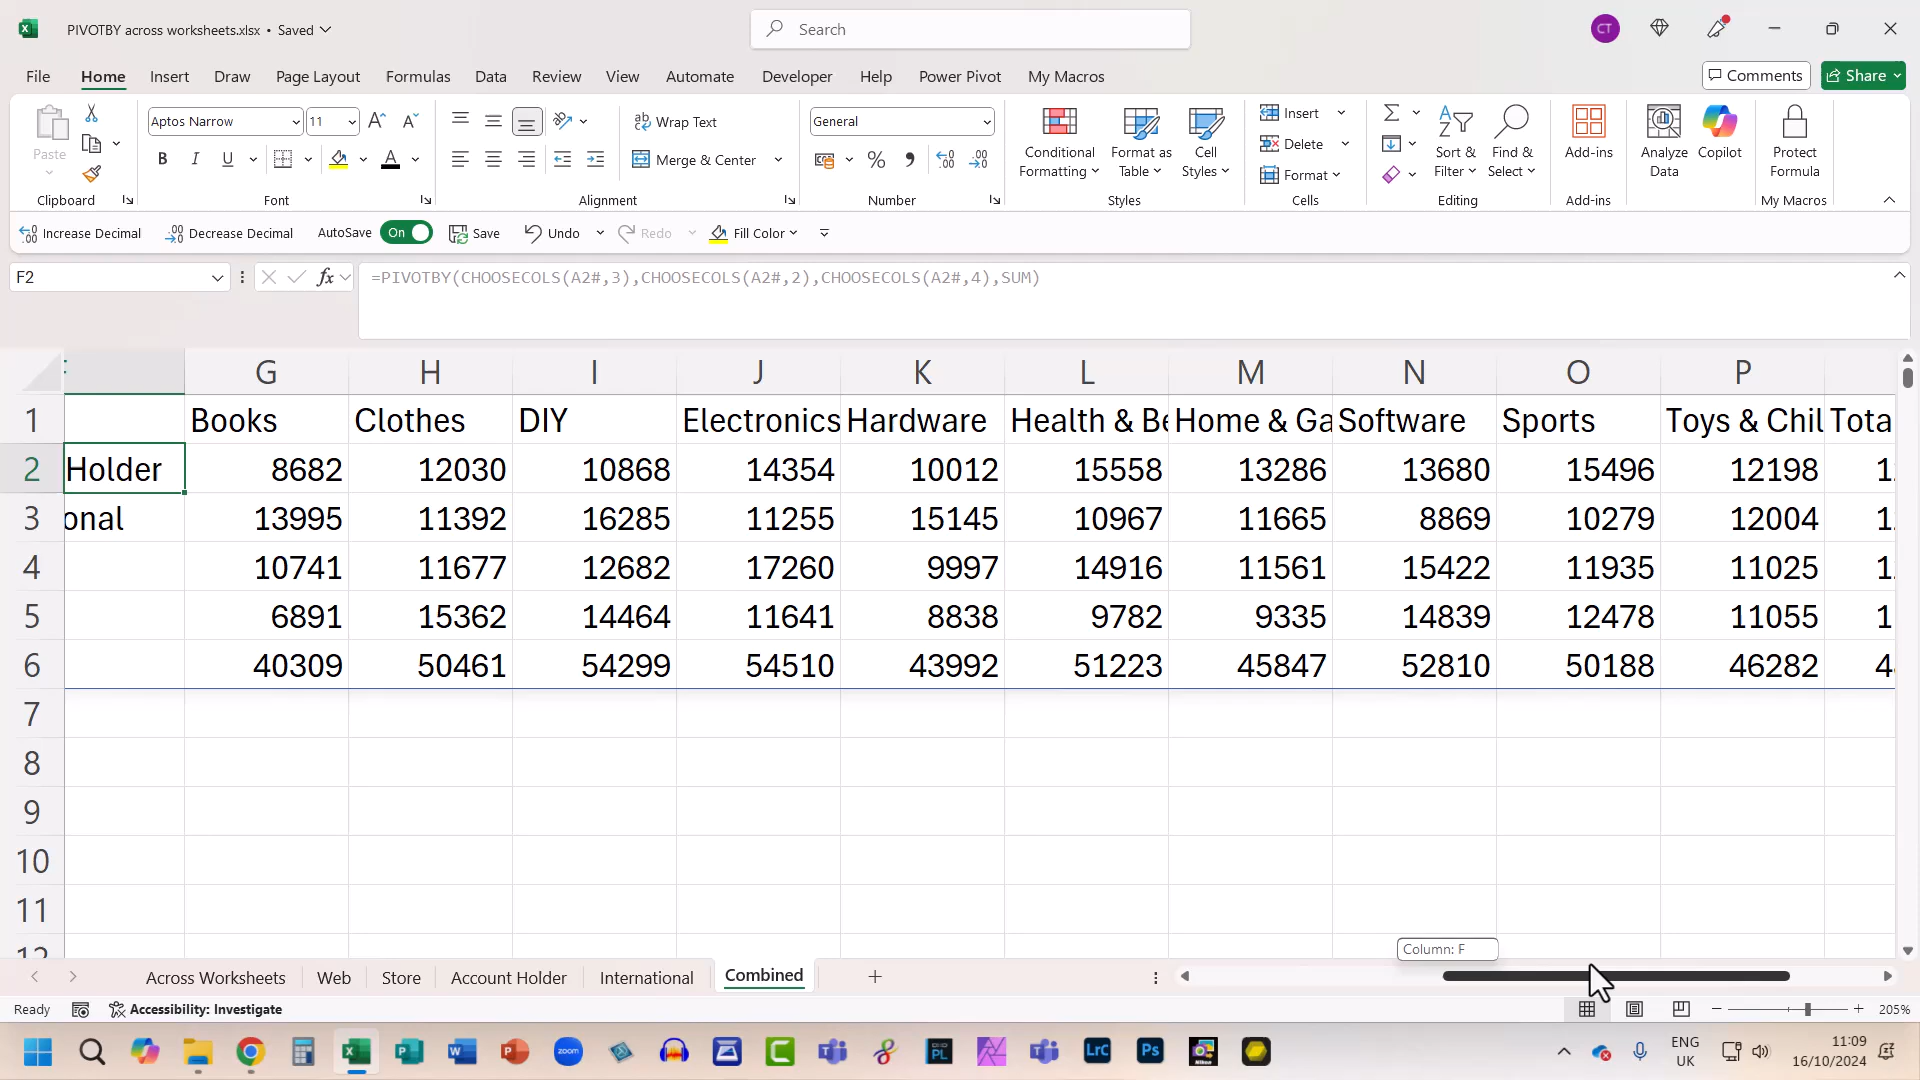 PIVOTBY across worksheets.xlsx • Saved
Search
CT
File Home Insert Draw Page Layout Formulas Data Review View Automate Developer Help Power Pivot My Macros
Comments Share
Paste
Clipboard
Aptos Narrow 11
B I U
Font
Wrap Text
Merge & Center
Alignment
General
Number
Conditional Formatting
Format as Table
Cell Styles
Styles
Insert
Delete
Format
Cells
Sort & Filter
Find & Select
Editing
Add-ins
Add-ins
Analyze Data
Copilot
Protect Formula
My Macros
Increase Decimal Decrease Decimal AutoSave On Save Undo Redo Fill Color
F2
fx
=PIVOTBY(CHOOSECOLS(A2#,3),CHOOSECOLS(A2#,2),CHOOSECOLS(A2#,4),SUM)
G H I J K L M N O P
1 Books Clothes DIY Electronics Hardware Health & Be Home & Ga Software Sports Toys & Chil Tota
2 Holder 8682 12030 10868 14354 10012 15558 13286 13680 15496 12198 1
3 onal 13995 11392 16285 11255 15145 10967 11665 8869 10279 12004 1
4 10741 11677 12682 17260 9997 14916 11561 15422 11935 11025 1
5 6891 15362 14464 11641 8838 9782 9335 14839 12478 11055 1
6 40309 50461 54299 54510 43992 51223 45847 52810 50188 46282 4
7
8
9
10
11
12
Column: F
Across Worksheets Web Store Account Holder International Combined
Ready Accessibility: Investigate 205%
ENG
UK
11:09
16/10/2024